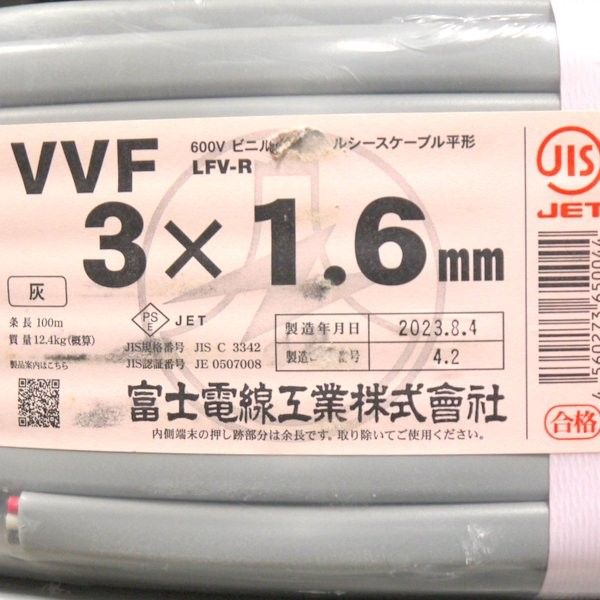 VVF
600V ビニル ルシースケーブル平形
LFV-R
3×1.6mm
灰
条長 100m
質量 12.4kg(概算)
製品案内はこちら
PS
E
JET
JIS規格番号 JIS C 3342
JIS認証番号 JE 0507008
製造年月日 2023.8.4
製造 号 4.2
富士電線工業株式會社
内側端末の押し跡部分は余長です。取り除いてご使用ください。
JIS
JET
4 560273 650044
合格